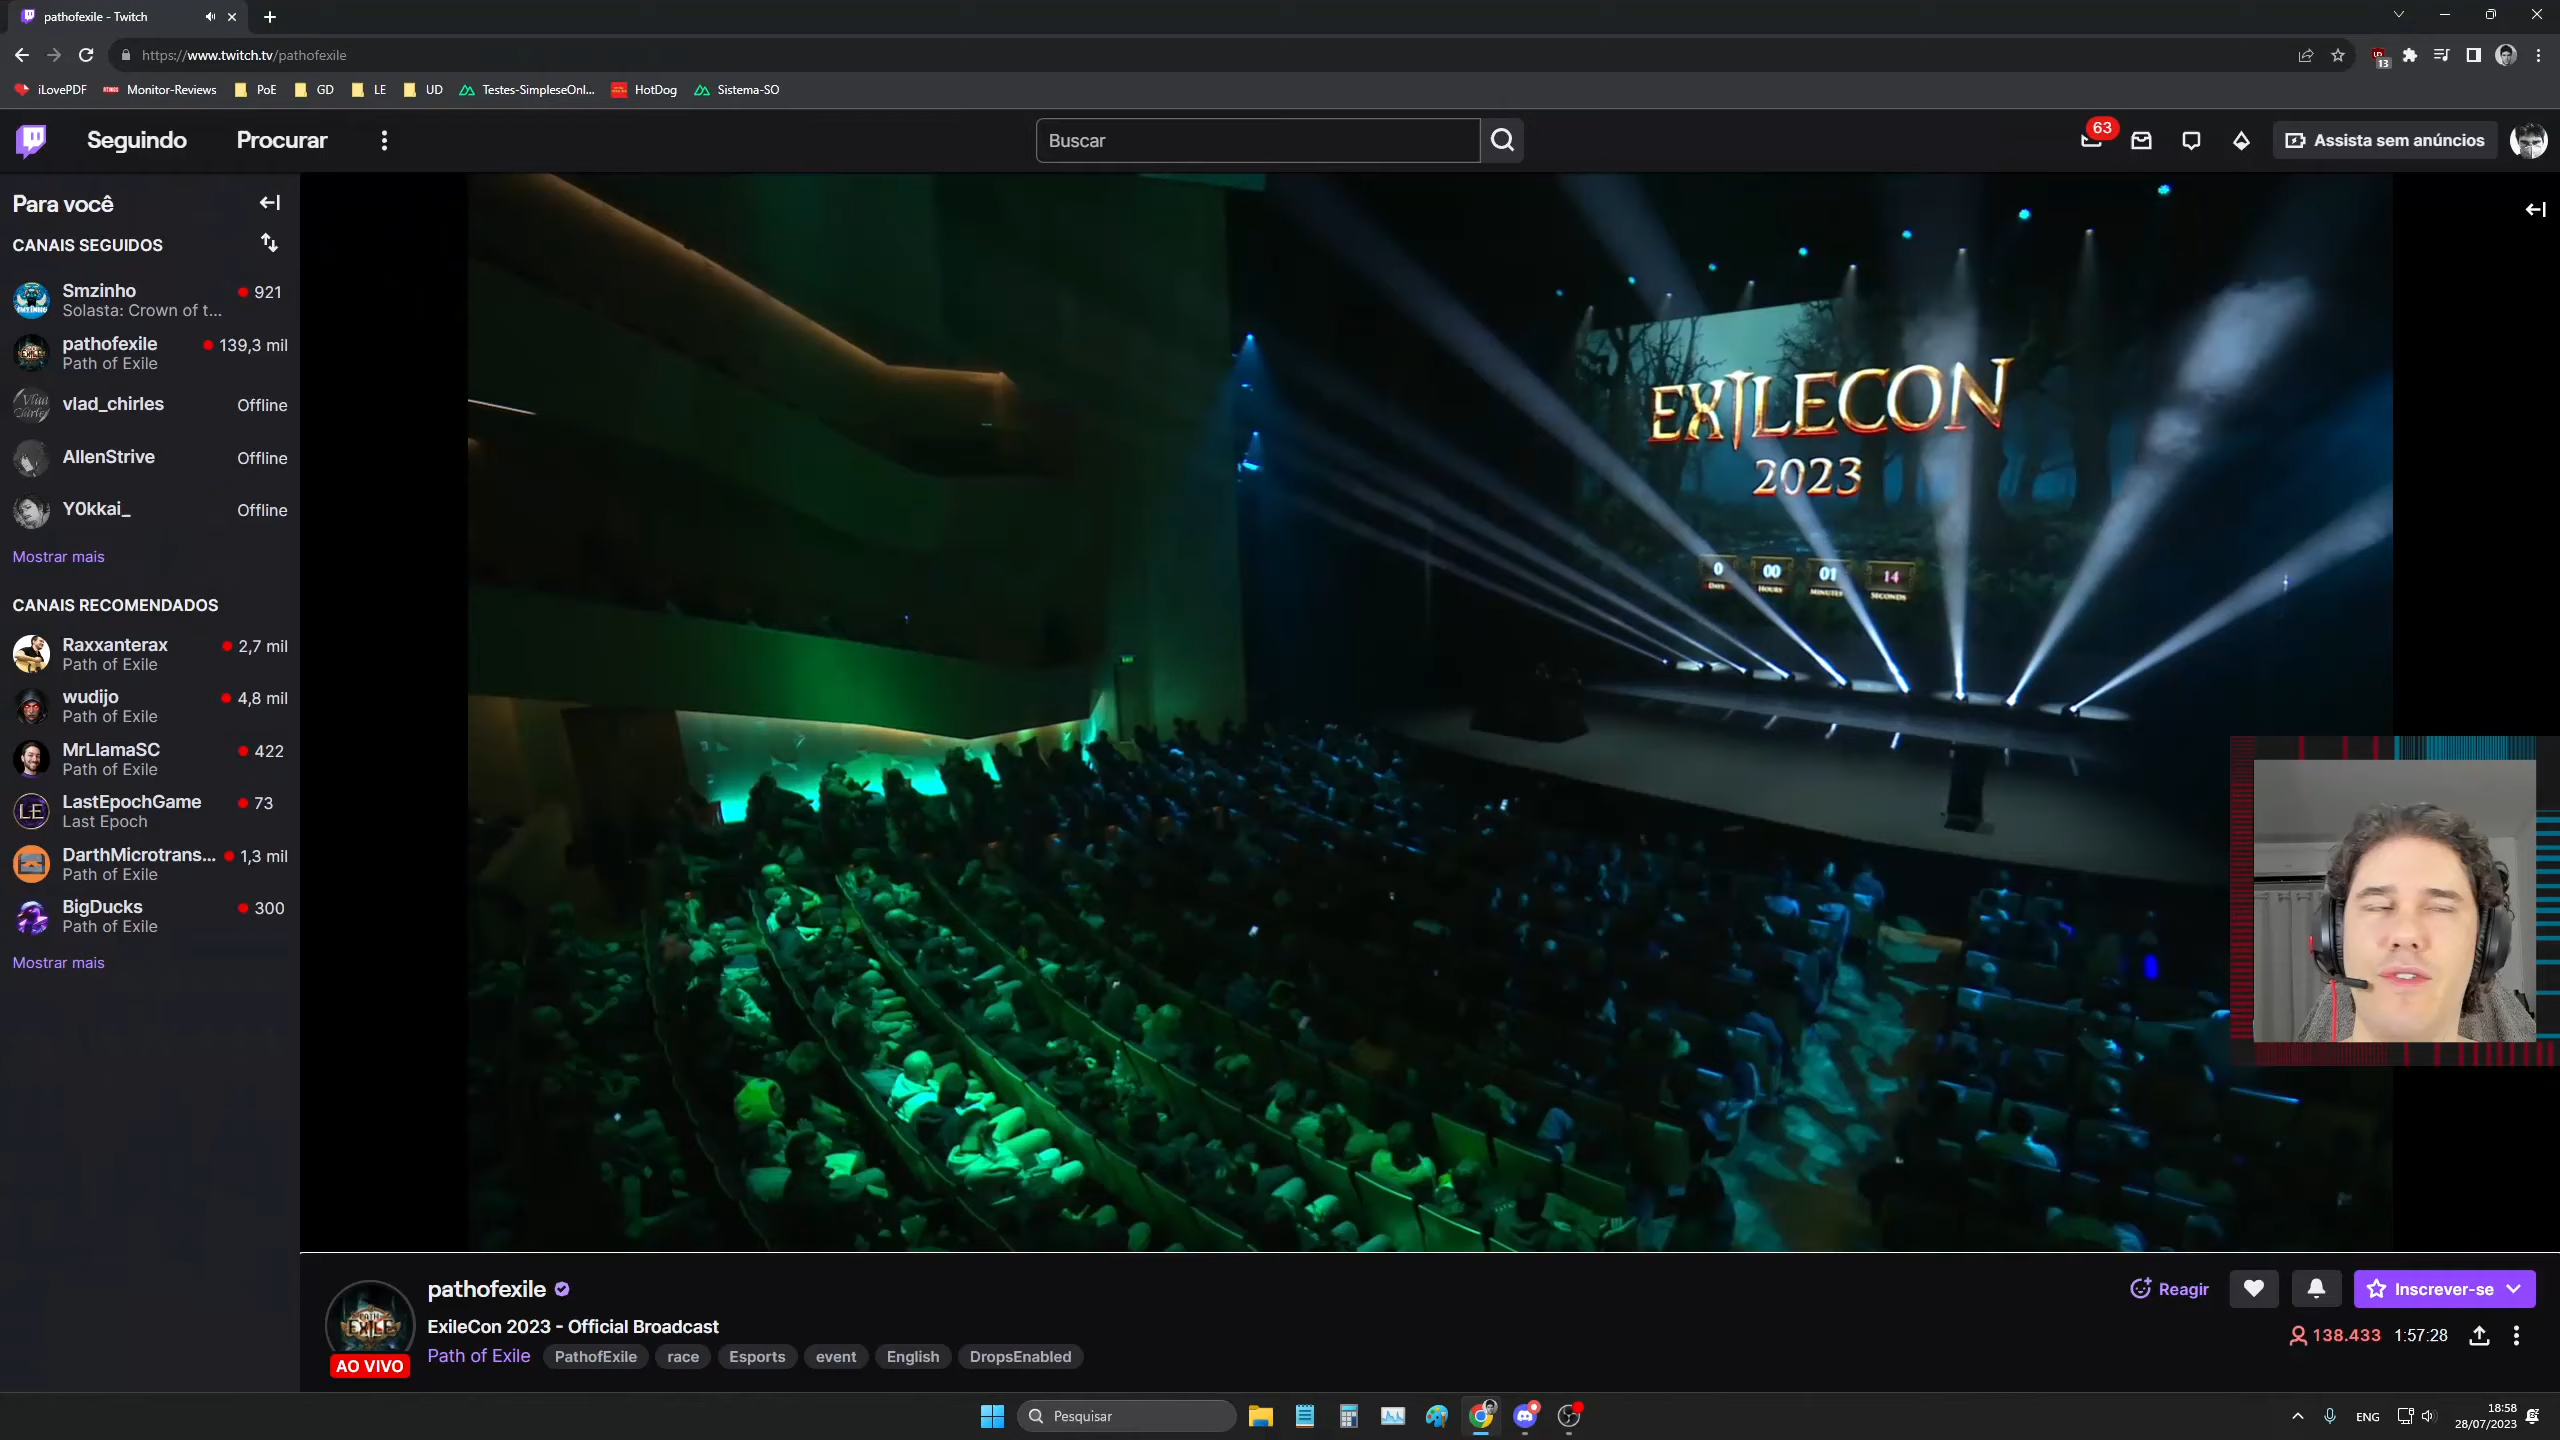 pathofexile - Twitch
https://www.twitch.tv/pathofexile
13
iLovePDF
Monitor-Reviews
PoE
GD
LE
UD
Testes-SimpleseOnl...
HotDog
Sistema-SO
Seguindo
Procurar
Buscar
63
Assista sem anúncios
Para você
CANAIS SEGUIDOS
Smzinho
921
Solasta: Crown of t...
pathofexile
139,3 mil
Path of Exile
vlad_chirles
Offline
AllenStrive
Offline
Y0kkai_
Offline
Mostrar mais
CANAIS RECOMENDADOS
Raxxanterax
2,7 mil
Path of Exile
wudijo
4,8 mil
Path of Exile
MrLlamaSC
422
Path of Exile
LE
LastEpochGame
73
Last Epoch
DarthMicrotrans...
1,3 mil
Path of Exile
BigDucks
300
Path of Exile
Mostrar mais
EXILECON
2023
0 00 01 14
DAYS HOURS MINUTES SECONDS
pathofexile
ExileCon 2023 - Official Broadcast
Path of Exile
PathofExile
race
Esports
event
English
DropsEnabled
AO VIVO
Reagir
Inscrever-se
138.433
1:57:28
Pesquisar
ENG
18:58
28/07/2023